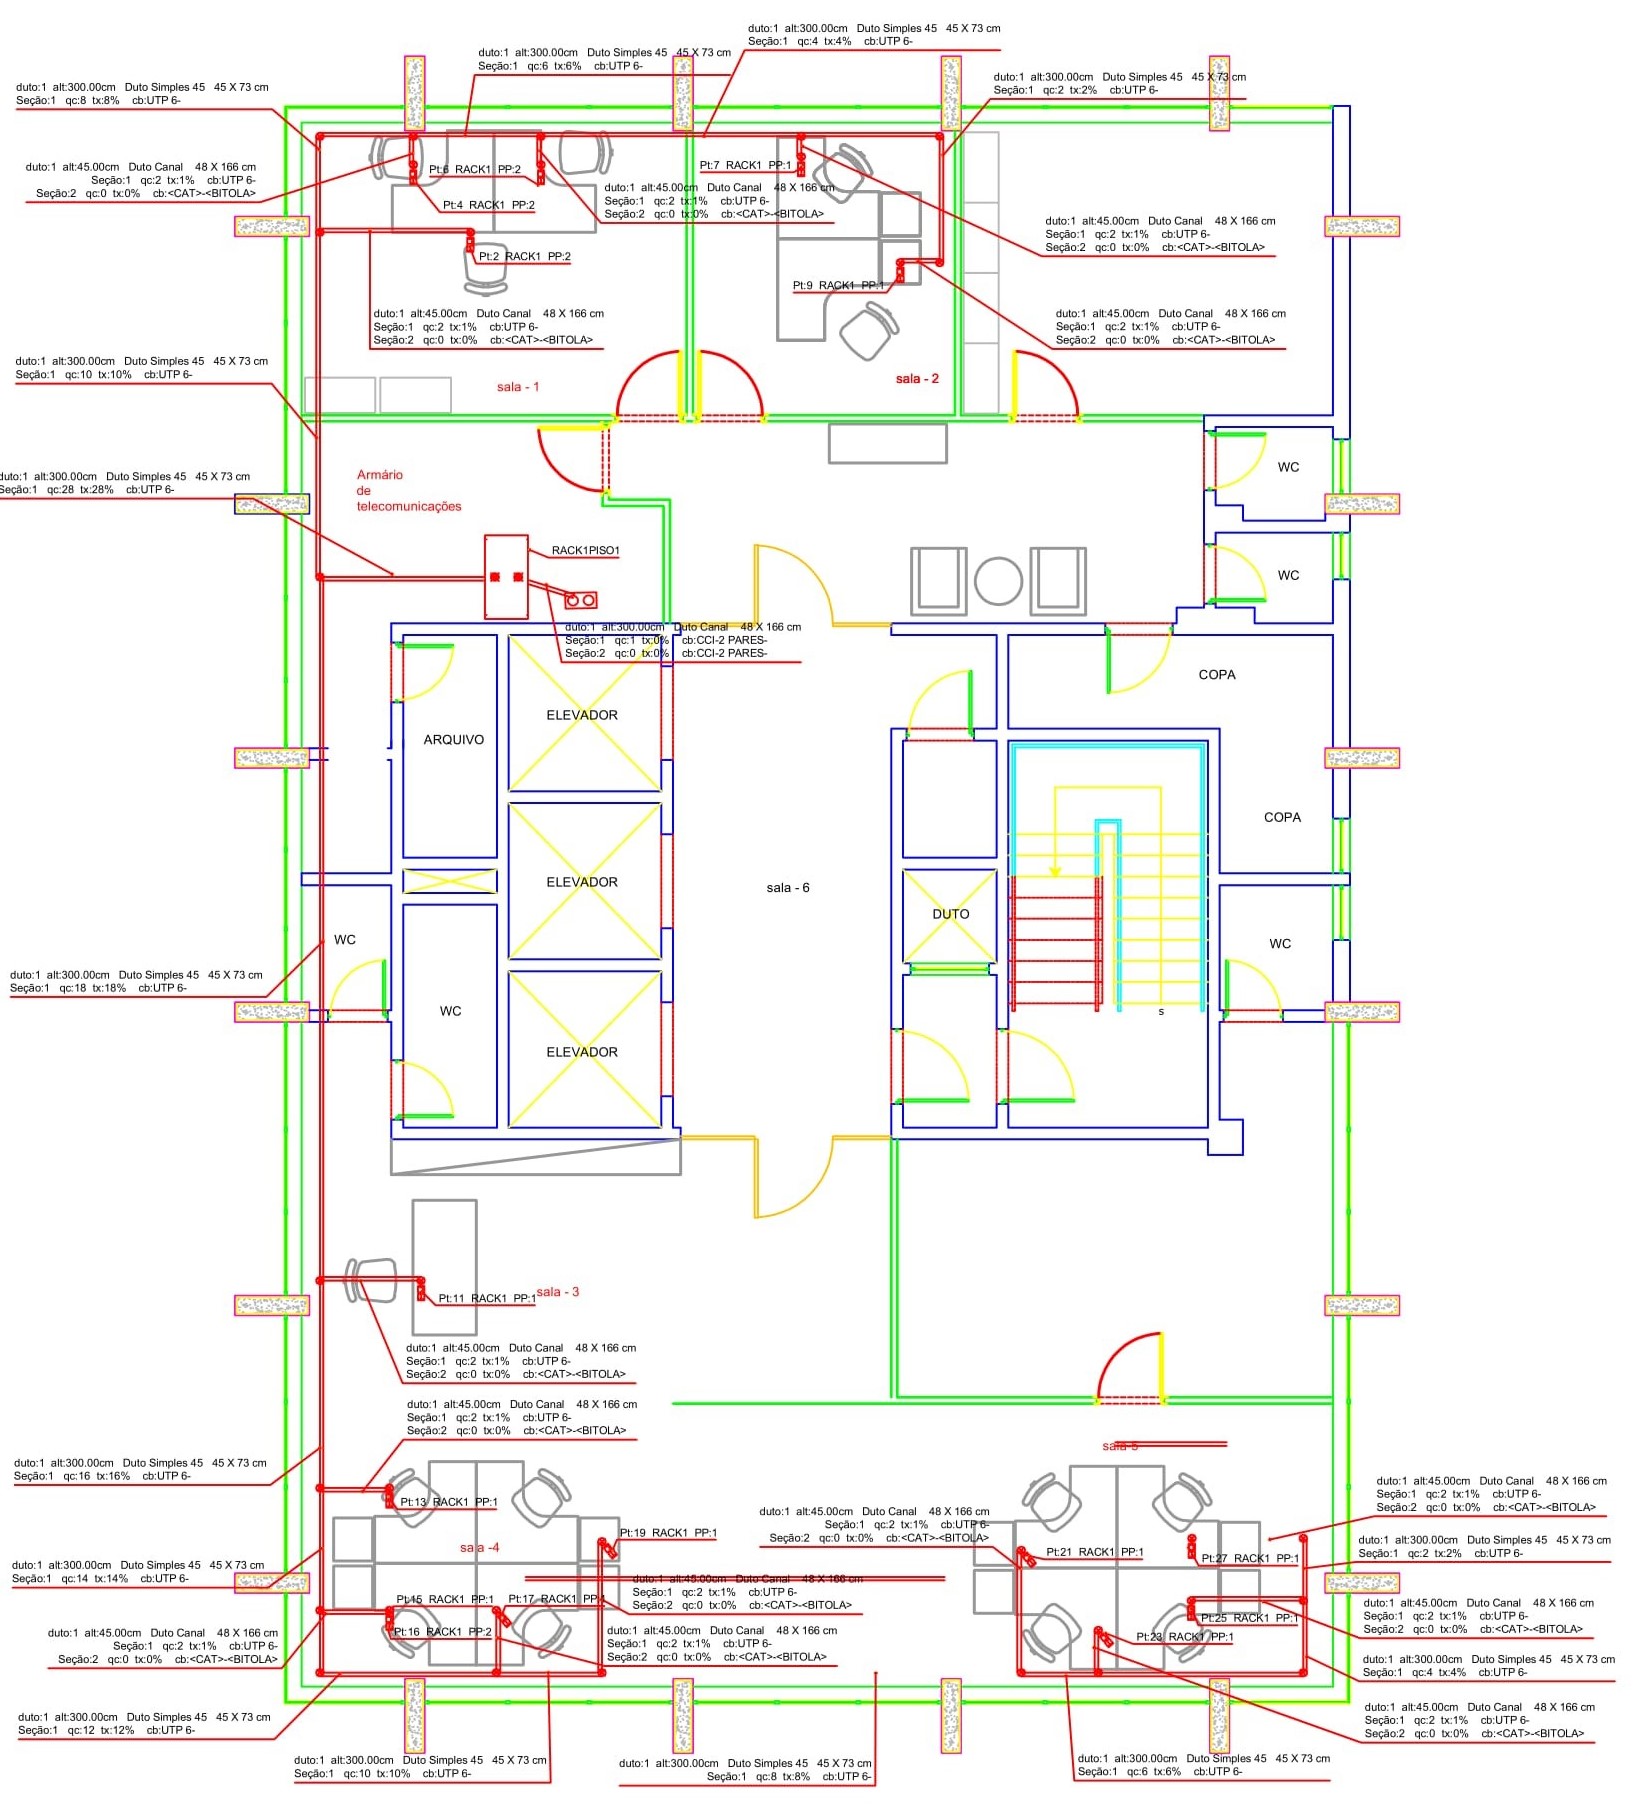 duto:1 alt:300.00cm Duto Simples 45 45 X 73 cm
Seção:1 qc:4 tx:4% cb:UTP 6-
duto:1 alt:300.00cm Duto Simples 45 45 X 73 cm
Seção:1 qc:6 tx:6% cb:UTP 6-
duto:1 alt:300.00cm Duto Simples 45 45 X 73 cm
Seção:1 qc:2 tx:2% cb:UTP 6-
duto:1 alt:300.00cm Duto Simples 45 45 X 73 cm
Seção:1 qc:8 tx:8% cb:UTP 6-
duto:1 alt:45.00cm Duto Canal 48 X 166 cm
Seção:1 qc:2 tx:1% cb:UTP 6-
Seção:2 qc:0 tx:0% cb:<CAT>-<BITOLA>
Pt:6 RACK1 PP:2
Pt:4 RACK1 PP:2
Pt:7 RACK1 PP:1
duto:1 alt:45.00cm Duto Canal 48 X 166 cm
Seção:1 qc:2 tx:1% cb:UTP 6-
Seção:2 qc:0 tx:0% cb:<CAT>-<BITOLA>
duto:1 alt:45.00cm Duto Canal 48 X 166 cm
Seção:1 qc:2 tx:1% cb:UTP 6-
Seção:2 qc:0 tx:0% cb:<CAT>-<BITOLA>
Pt:2 RACK1 PP:2
Pt:9 RACK1 PP:1
duto:1 alt:45.00cm Duto Canal 48 X 166 cm
Seção:1 qc:2 tx:1% cb:UTP 6-
Seção:2 qc:0 tx:0% cb:<CAT>-<BITOLA>
duto:1 alt:45.00cm Duto Canal 48 X 166 cm
Seção:1 qc:2 tx:1% cb:UTP 6-
Seção:2 qc:0 tx:0% cb:<CAT>-<BITOLA>
duto:1 alt:300.00cm Duto Simples 45 45 X 73 cm
Seção:1 qc:10 tx:10% cb:UTP 6-
sala - 1
sala - 2
duto:1 alt:300.00cm Duto Simples 45 45 X 73 cm
Seção:1 qc:28 tx:28% cb:UTP 6-
Armário
de
telecomunicações
WC
RACK1PISO1
WC
duto:1 alt:300.00cm Duto Canal 48 X 166 cm
Seção:1 qc:1 tx:0% cb:CCI-2 PARES-
Seção:2 qc:0 tx:0% cb:CCI-2 PARES-
COPA
ELEVADOR
ARQUIVO
COPA
ELEVADOR
sala - 6
DUTO
WC
WC
duto:1 alt:300.00cm Duto Simples 45 45 X 73 cm
Seção:1 qc:18 tx:18% cb:UTP 6-
WC
s
ELEVADOR
Pt:11 RACK1 PP:1
sala - 3
duto:1 alt:45.00cm Duto Canal 48 X 166 cm
Seção:1 qc:2 tx:1% cb:UTP 6-
Seção:2 qc:0 tx:0% cb:<CAT>-<BITOLA>
duto:1 alt:45.00cm Duto Canal 48 X 166 cm
Seção:1 qc:2 tx:1% cb:UTP 6-
Seção:2 qc:0 tx:0% cb:<CAT>-<BITOLA>
sala-5
duto:1 alt:300.00cm Duto Simples 45 45 X 73 cm
Seção:1 qc:16 tx:16% cb:UTP 6-
Pt:13 RACK1 PP:1
duto:1 alt:45.00cm Duto Canal 48 X 166 cm
Seção:1 qc:2 tx:1% cb:UTP 6-
Seção:2 qc:0 tx:0% cb:<CAT>-<BITOLA>
duto:1 alt:45.00cm Duto Canal 48 X 166 cm
Seção:1 qc:2 tx:1% cb:UTP 6-
Seção:2 qc:0 tx:0% cb:<CAT>-<BITOLA>
Pt:19 RACK1 PP:1
sala -4
Pt:21 RACK1 PP:1
Pt:27 RACK1 PP:1
duto:1 alt:300.00cm Duto Simples 45 45 X 73 cm
Seção:1 qc:2 tx:2% cb:UTP 6-
duto:1 alt:300.00cm Duto Simples 45 45 X 73 cm
Seção:1 qc:14 tx:14% cb:UTP 6-
duto:1 alt:45.00cm Duto Canal 48 X 166 cm
Seção:1 qc:2 tx:1% cb:UTP 6-
Seção:2 qc:0 tx:0% cb:<CAT>-<BITOLA>
Pt:15 RACK1 PP:1
Pt:17 RACK1 PP:1
Pt:16 RACK1 PP:2
duto:1 alt:45.00cm Duto Canal 48 X 166 cm
Seção:1 qc:2 tx:1% cb:UTP 6-
Seção:2 qc:0 tx:0% cb:<CAT>-<BITOLA>
Pt:25 RACK1 PP:1
Pt:23 RACK1 PP:1
duto:1 alt:45.00cm Duto Canal 48 X 166 cm
Seção:1 qc:2 tx:1% cb:UTP 6-
Seção:2 qc:0 tx:0% cb:<CAT>-<BITOLA>
duto:1 alt:45.00cm Duto Canal 48 X 166 cm
Seção:1 qc:2 tx:1% cb:UTP 6-
Seção:2 qc:0 tx:0% cb:<CAT>-<BITOLA>
duto:1 alt:300.00cm Duto Simples 45 45 X 73 cm
Seção:1 qc:4 tx:4% cb:UTP 6-
duto:1 alt:45.00cm Duto Canal 48 X 166 cm
Seção:1 qc:2 tx:1% cb:UTP 6-
Seção:2 qc:0 tx:0% cb:<CAT>-<BITOLA>
duto:1 alt:300.00cm Duto Simples 45 45 X 73 cm
Seção:1 qc:12 tx:12% cb:UTP 6-
duto:1 alt:300.00cm Duto Simples 45 45 X 73 cm
Seção:1 qc:10 tx:10% cb:UTP 6-
duto:1 alt:300.00cm Duto Simples 45 45 X 73 cm
Seção:1 qc:8 tx:8% cb:UTP 6-
duto:1 alt:300.00cm Duto Simples 45 45 X 73 cm
Seção:1 qc:6 tx:6% cb:UTP 6-